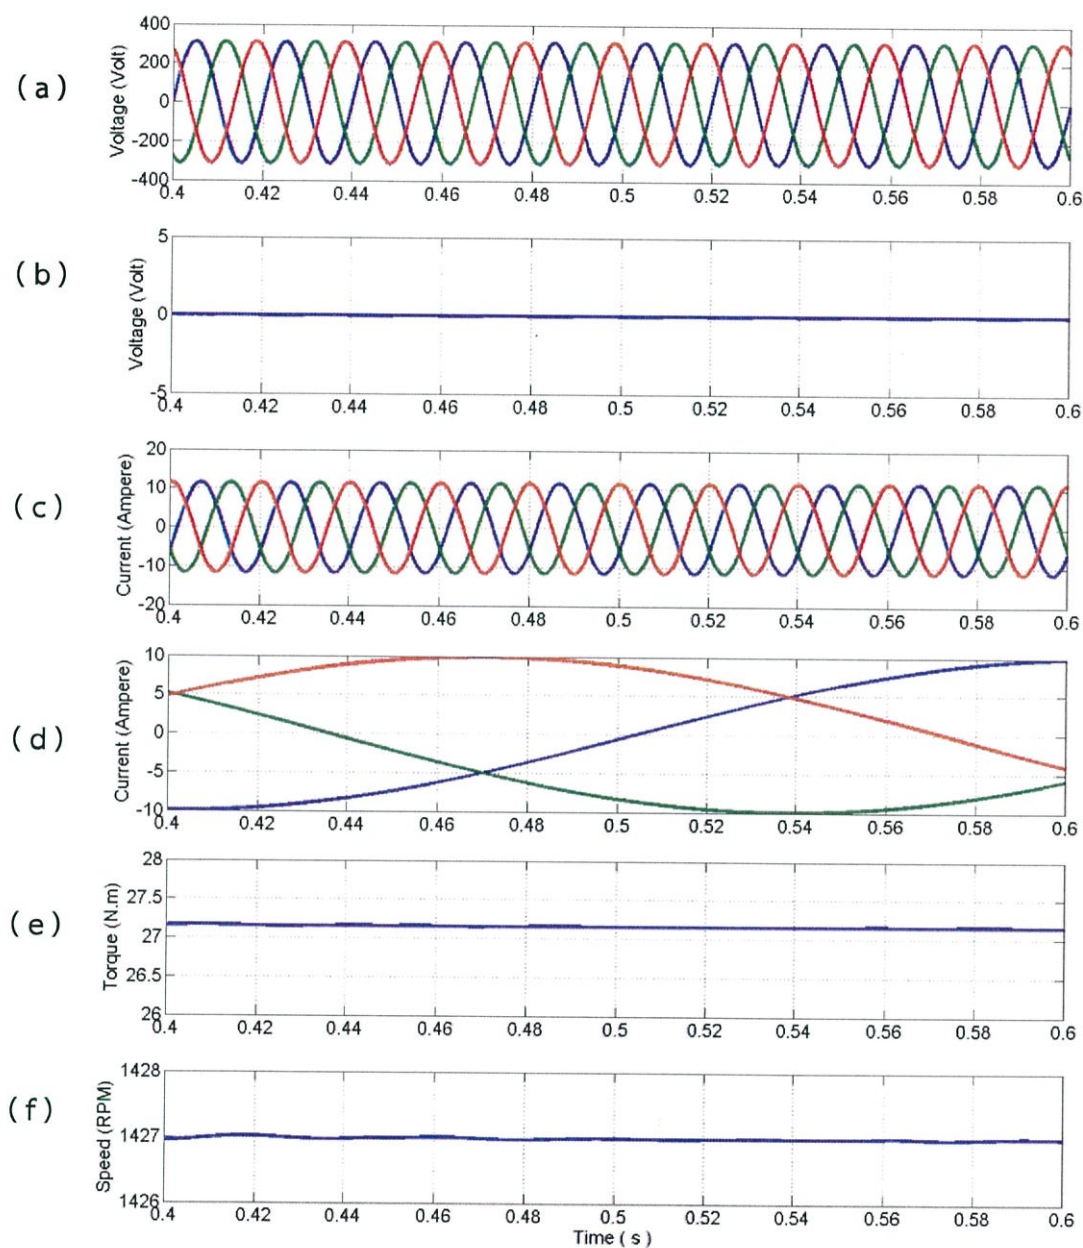 (a)
Voltage (Volt)
400
200
0
-200
-400
0.4 0.42 0.44 0.46 0.48 0.5 0.52 0.54 0.56 0.58 0.6
(b)
Voltage (Volt)
5
0
-5
0.4 0.42 0.44 0.46 0.48 0.5 0.52 0.54 0.56 0.58 0.6
(c)
Current (Ampere)
20
10
0
-10
-20
0.4 0.42 0.44 0.46 0.48 0.5 0.52 0.54 0.56 0.58 0.6
(d)
Current (Ampere)
10
5
0
-5
-10
0.4 0.42 0.44 0.46 0.48 0.5 0.52 0.54 0.56 0.58 0.6
(e)
Torque (N.m)
28
27.5
27
26.5
26
0.4 0.42 0.44 0.46 0.48 0.5 0.52 0.54 0.56 0.58 0.6
(f)
Speed (RPM)
1428
1427
1426
0.4 0.42 0.44 0.46 0.48 0.5 0.52 0.54 0.56 0.58 0.6
Time ( s )